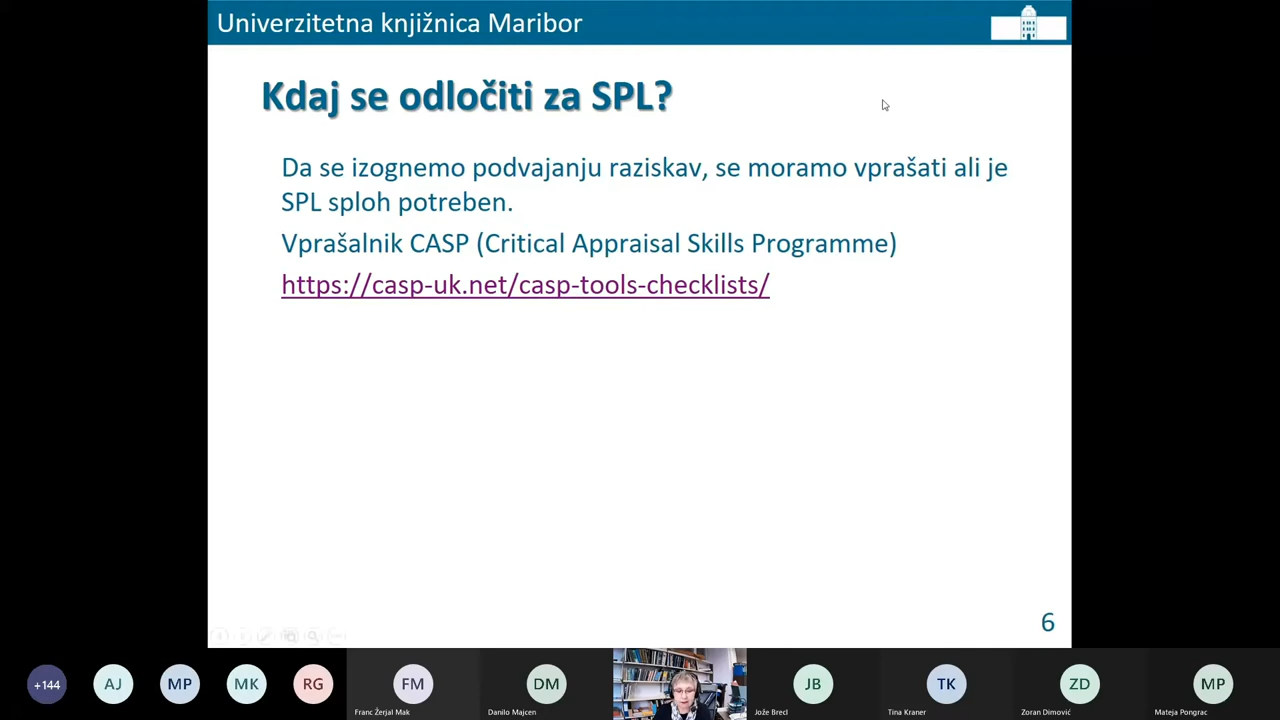 Univerzitetna knjižnica Maribor
Kdaj se odločiti za SPL?
Da se izognemo podvajanju raziskav, se moramo vprašati ali je
SPL sploh potreben.
Vprašalnik CASP (Critical Appraisal Skills Programme)
https://casp-uk.net/casp-tools-checklists/
6
+144
AJ
MP
MK
RG
FM
DM
JB
TK
ZD
MP
Franc Žerjal Mak
Danilo Majcen
Jože Brecl
Tina Kraner
Zoran Dimović
Mateja Pongrac